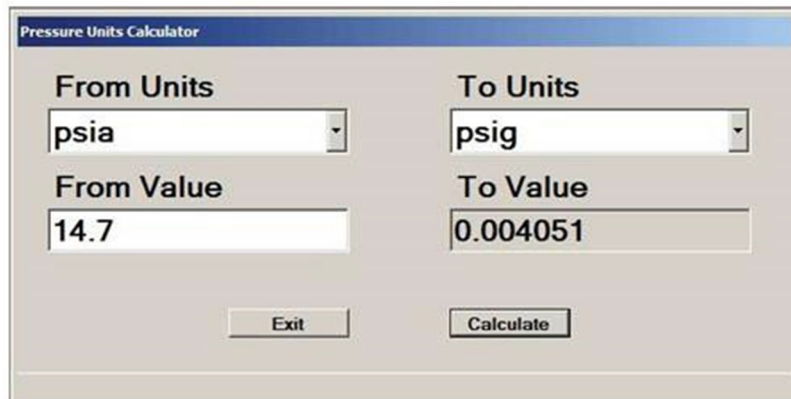 Pressure Units Calculator
From Units
To Units
psia
psig
From Value
To Value
14.7
0.004051
Exit
Calculate